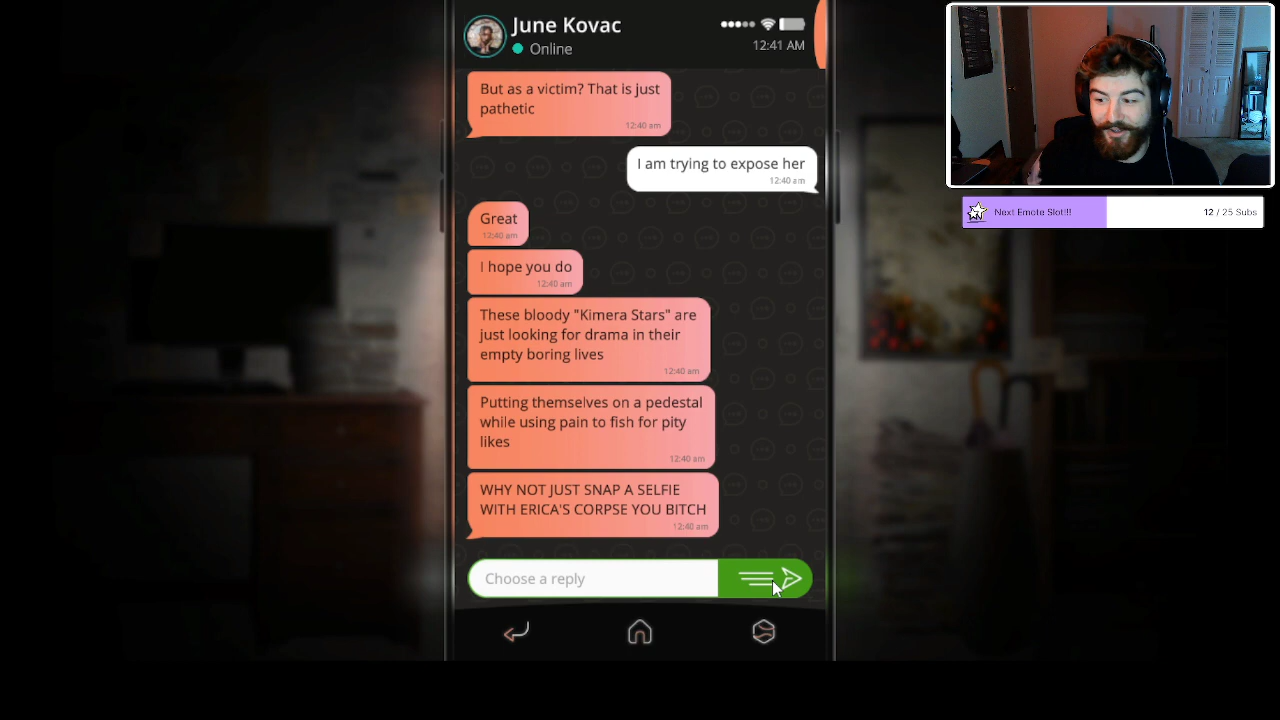 June Kovac
Online
12:41 AM
But as a victim? That is just
pathetic
12:40 am
I am trying to expose her
12:40 am
Great
12:40 am
I hope you do
12:40 am
These bloody "Kimera Stars" are
just looking for drama in their
empty boring lives
12:40 am
Putting themselves on a pedestal
while using pain to fish for pity
likes
12:40 am
WHY NOT JUST SNAP A SELFIE
WITH ERICA'S CORPSE YOU BITCH
12:40 am
Choose a reply
Next Emote Slot!!!
12 / 25 Subs